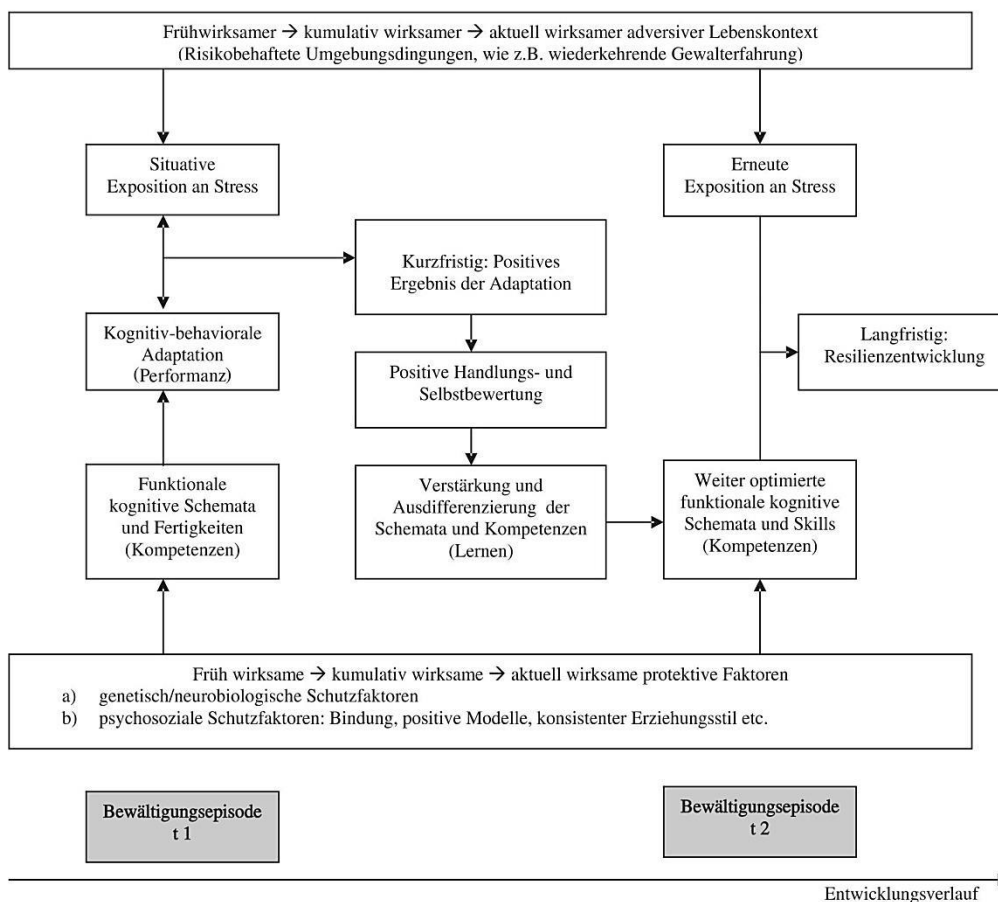 Frühwirksamer → kumulativ wirksamer → aktuell wirksamer adversiver Lebenskontext
(Risikobehaftete Umgebungsdingungen, wie z.B. wiederkehrende Gewalterfahrung)
Situative
Exposition an Stress
Erneute
Exposition an Stress
Kurzfristig: Positives
Ergebnis der Adaptation
Kognitiv-behaviorale
Adaptation
(Performanz)
Langfristig:
Resilienzentwicklung
Positive Handlungs- und
Selbstbewertung
Funktionale
kognitive Schemata
und Fertigkeiten
(Kompetenzen)
Verstärkung und
Ausdifferenzierung der
Schemata und Kompetenzen
(Lernen)
Weiter optimierte
funktionale kognitive
Schemata und Skills
(Kompetenzen)
Früh wirksame → kumulativ wirksame → aktuell wirksame protektive Faktoren
a) genetisch/neurobiologische Schutzfaktoren
b) psychosoziale Schutzfaktoren: Bindung, positive Modelle, konsistenter Erziehungsstil etc.
Bewältigungsepisode
t 1
Bewältigungsepisode
t 2
Entwicklungsverlauf